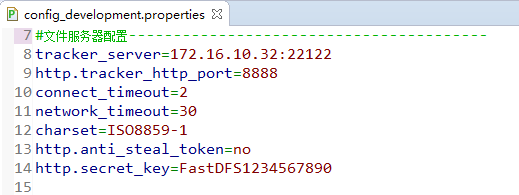 config_development.properties
7 #文件服务器配置------------------------------------
8 tracker_server=172.16.10.32:22122
9 http.tracker_http_port=8888
10 connect_timeout=2
11 network_timeout=30
12 charset=ISO8859-1
13 http.anti_steal_token=no
14 http.secret_key=FastDFS1234567890
15